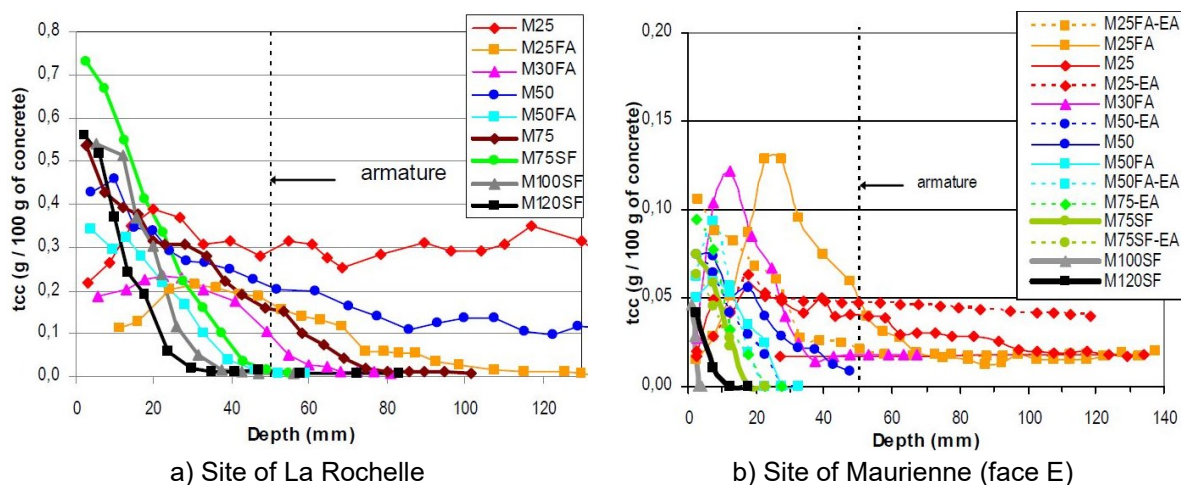 0,8
0,7
0,6
0,5
0,4
0,3
0,2
0,1
0,0
tcc (g / 100 g of concrete)
0 20 40 60 80 100 120
Depth (mm)
armature
M25
M25FA
M30FA
M50
M50FA
M75
M75SF
M100SF
M120SF
a) Site of La Rochelle
0,20
0,15
0,10
0,05
0,00
tcc (g / 100 g of concrete)
0 20 40 60 80 100 120 140
Depth (mm)
armature
M25FA-EA
M25FA
M25
M25-EA
M30FA
M50-EA
M50
M50FA
M50FA-EA
M75-EA
M75SF
M75SF-EA
M100SF
M120SF
b) Site of Maurienne (face E)